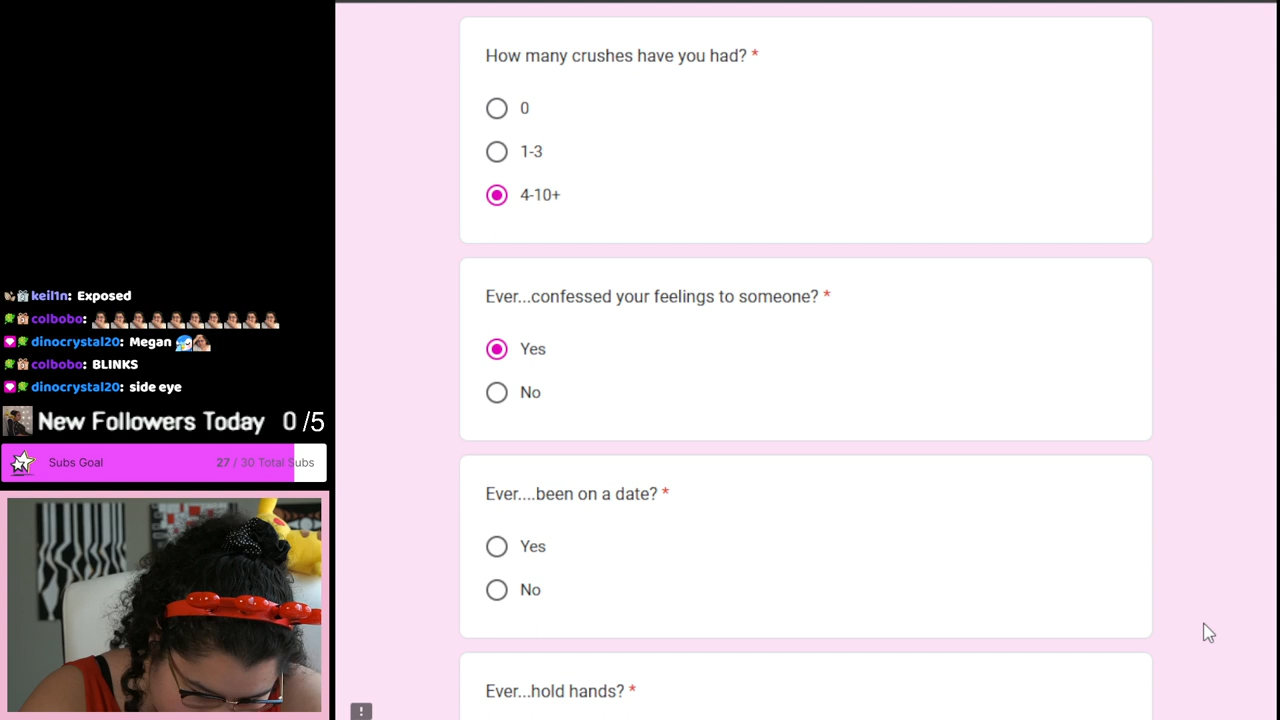 How many crushes have you had? *
0
1-3
4-10+
Ever...confessed your feelings to someone? *
Yes
No
Ever....been on a date? *
Yes
No
Ever...hold hands? *
keil1n: Exposed
colbobo:
dinocrystal20: Megan
colbobo: BLINKS
dinocrystal20: side eye
New Followers Today 0 /5
Subs Goal 27 / 30 Total Subs